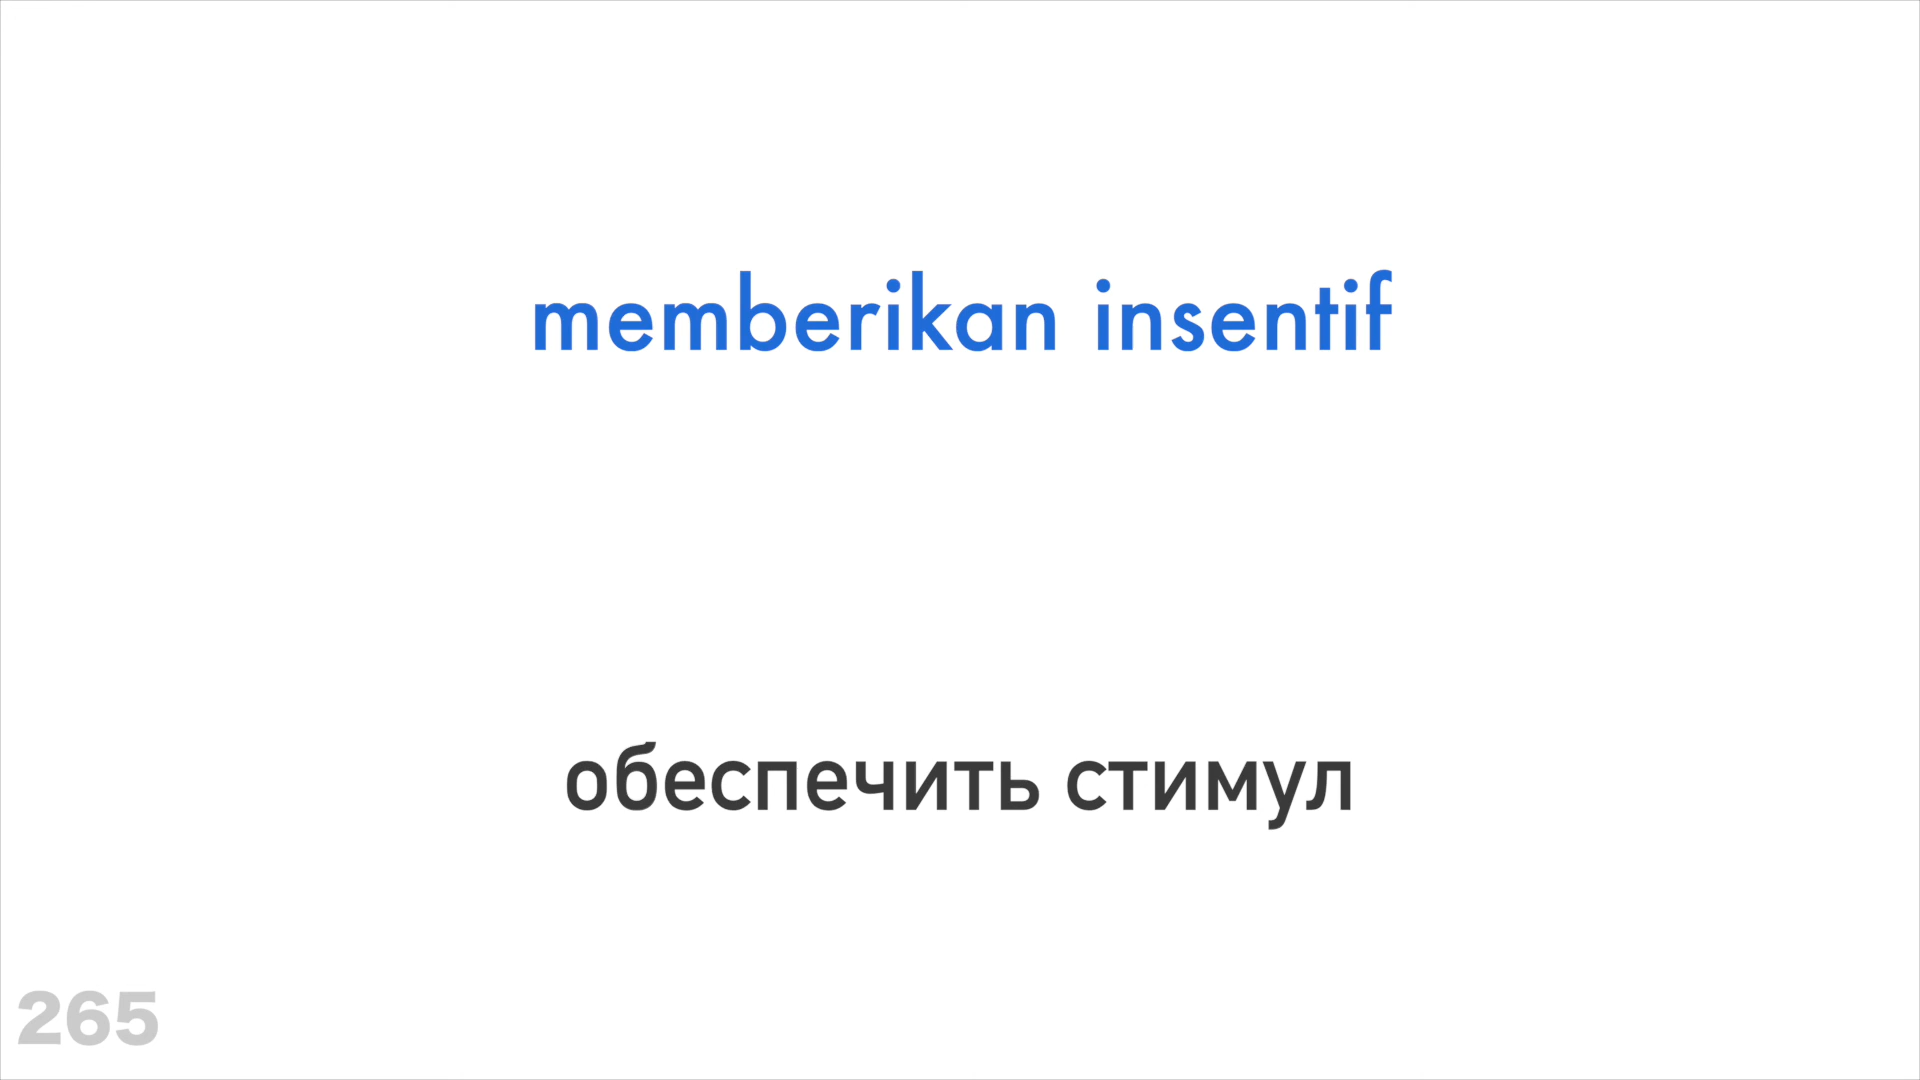 memberikan insentif
обеспечить стимул
265